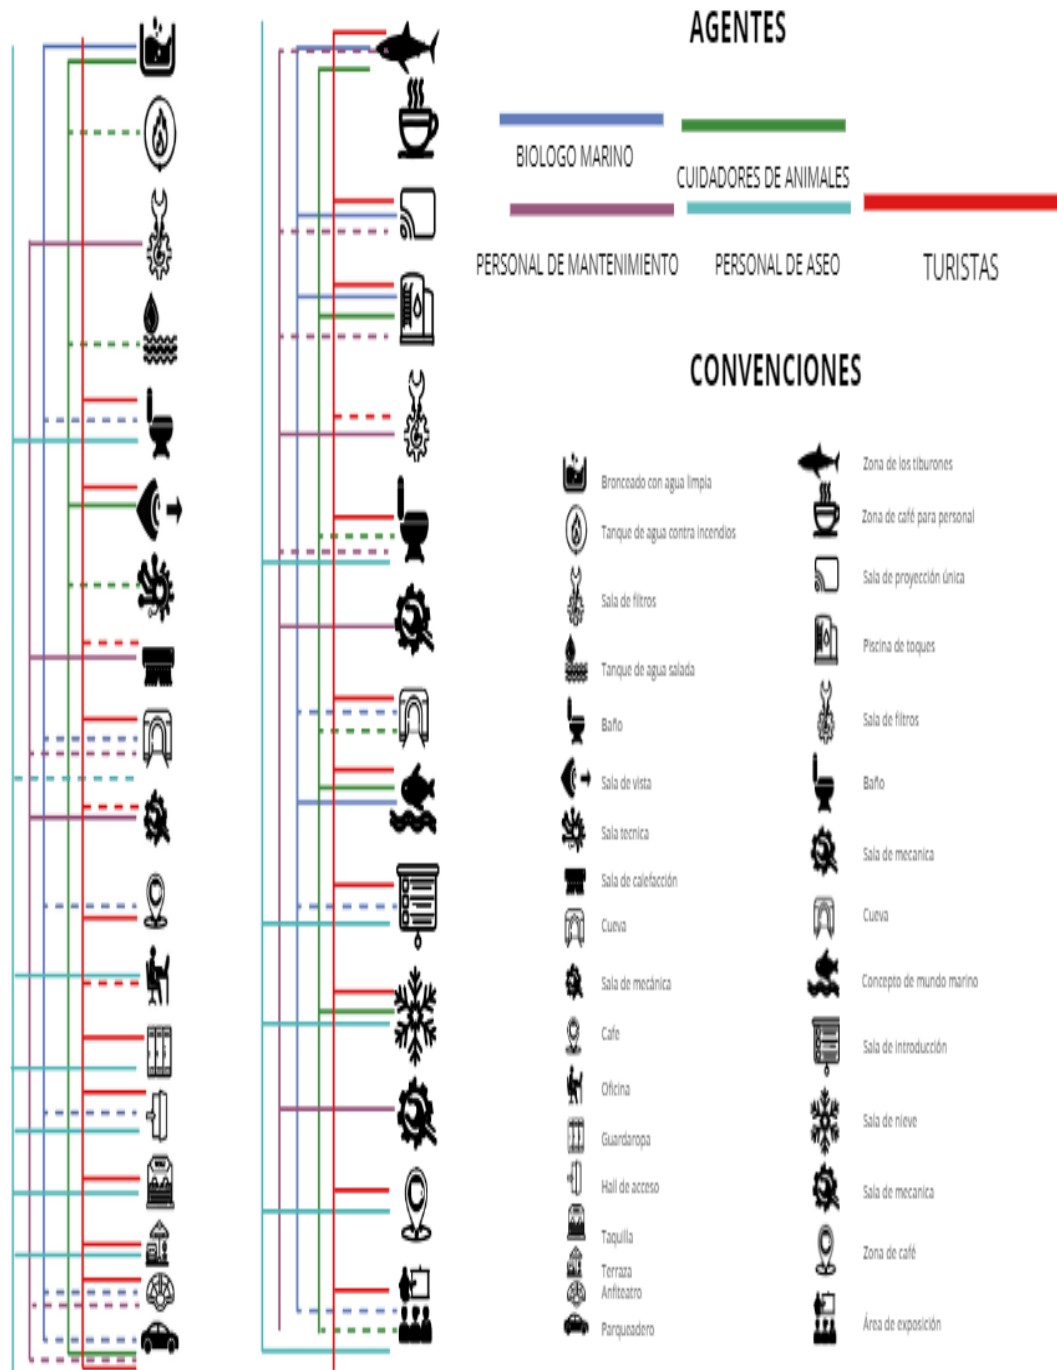 AGENTES
BIOLOGO MARINO
CUIDADORES DE ANIMALES
PERSONAL DE MANTENIMIENTO
PERSONAL DE ASEO
TURISTAS
CONVENCIONES
Bronceado con agua limpia
Tanque de agua contra incendios
Sala de filtros
Tanque de agua salada
Baño
Sala de vista
Sala tecnica
Sala de calefacción
Cueva
Sala de mecánica
Cafe
Oficina
Guardaropa
Hall de acceso
Taquilla
Terraza
Anfiteatro
Parqueadero
Zona de los tiburones
Zona de café para personal
Sala de proyección única
Piscina de toques
Sala de filtros
Baño
Sala de mecanica
Cueva
Concepto de mundo marino
Sala de introducción
Sala de nieve
Sala de mecanica
Zona de café
Área de exposición